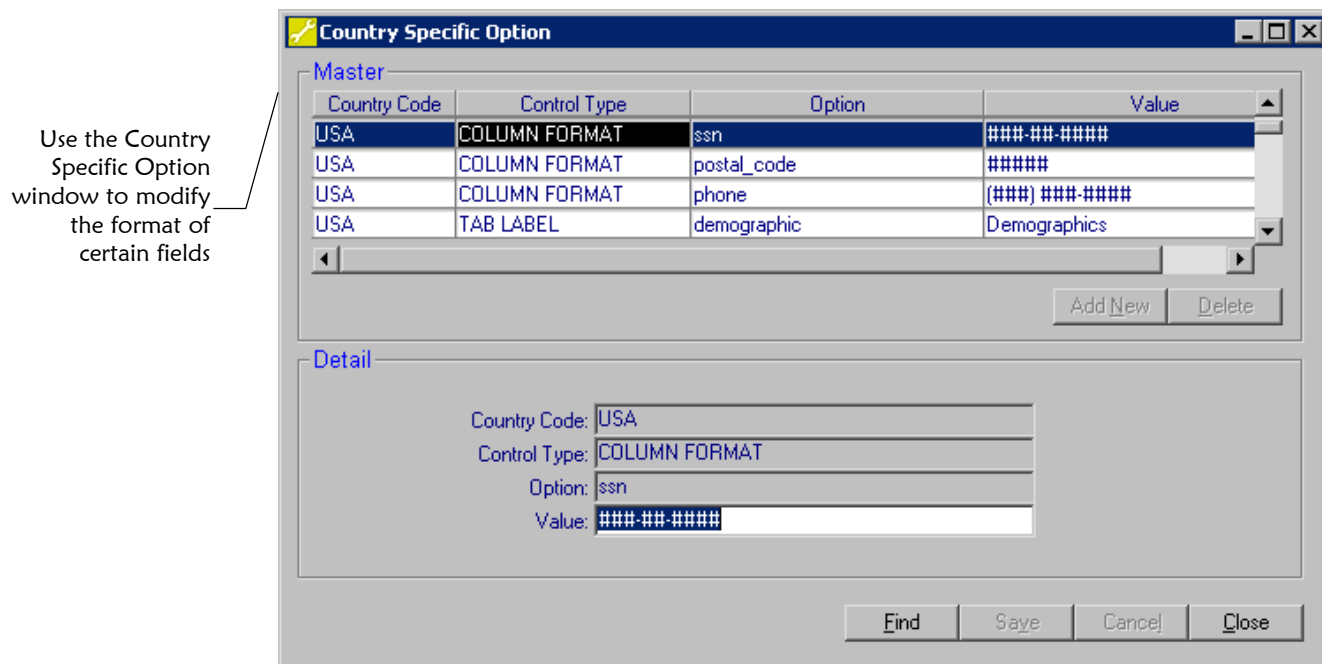 Country Specific Option
Master
Country Code Control Type Option Value
USA COLUMN FORMAT ssn ###-##-####
USA COLUMN FORMAT postal_code #####
USA COLUMN FORMAT phone (###) ###-####
USA TAB LABEL demographic Demographics
Add New Delete
Use the Country
Specific Option
window to modify
the format of
certain fields
Detail
Country Code: USA
Control Type: COLUMN FORMAT
Option: ssn
Value: ###-##-####
Find Save Cancel Close